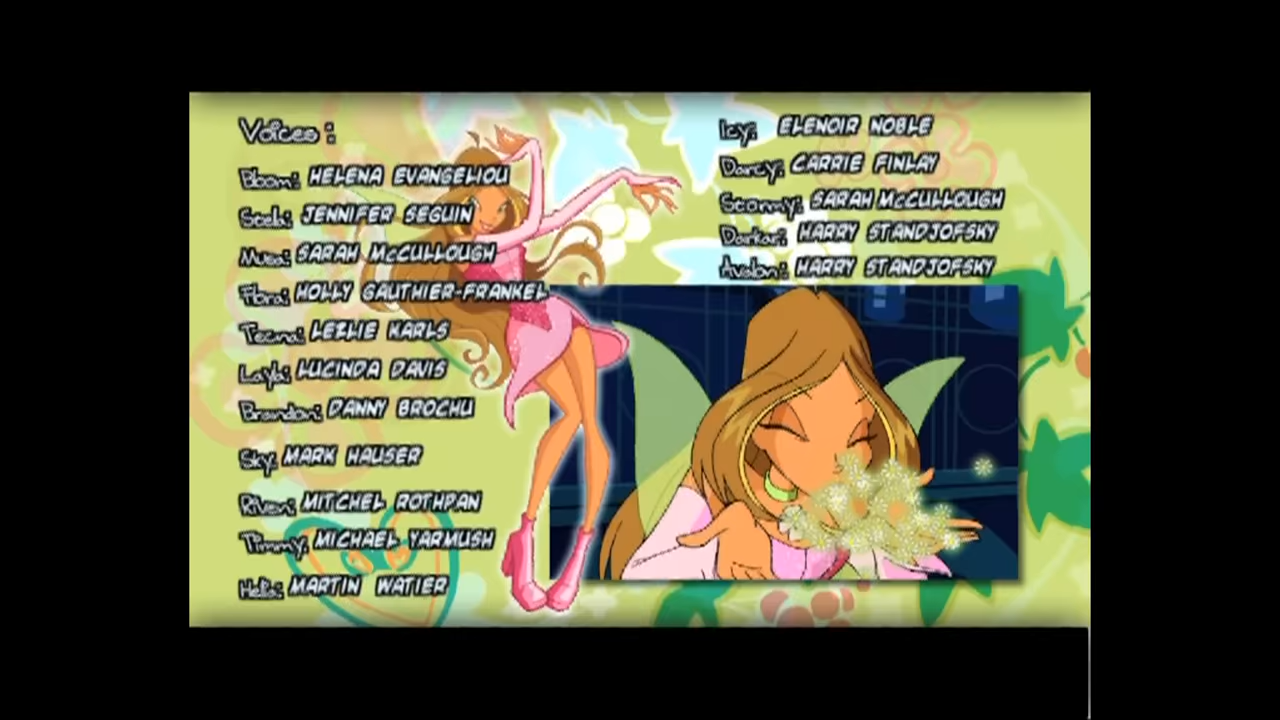 Voices :
Bloom: HELENA EVANGELIOU
Stella: JENNIFER SEGUIN
Musa: SARAH McCULLOUGH
Flora: HOLLY GAUTHIER-FRANKEL
Tecna: LEZLIE KARLS
Layla: LUCINDA DAVIS
Brandon: DANNY BROCHU
Sky: MARK HAUSER
Riven: MITCHEL ROTHPAN
Timmy: MICHAEL YARMUSH
Helia: MARTIN WATIER
Icy: ELENOIR NOBLE
Darcy: CARRIE FINLAY
Stormy: SARAH McCULLOUGH
Darkar: HARRY STANDJOFSKY
Avalon: HARRY STANDJOFSKY